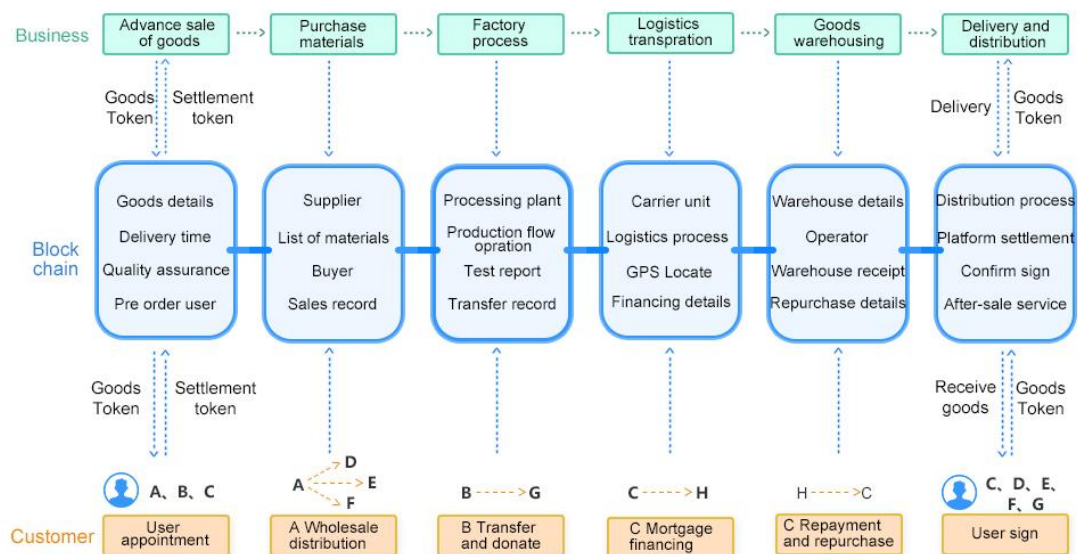 Business
Advance sale
of goods
Purchase
materials
Factory
process
Logistics
transpration
Goods
warehousing
Delivery and
distribution
Goods
Token
Settlement
token
Delivery
Goods
Token
Block
chain
Goods details
Delivery time
Quality assurance
Pre order user
Supplier
List of materials
Buyer
Sales record
Processing plant
Production flow
opration
Test report
Transfer record
Carrier unit
Logistics process
GPS Locate
Financing details
Warehouse details
Operator
Warehouse receipt
Repurchase details
Distribution process
Platform settlement
Confirm sign
After-sale service
Goods
Token
Settlement
token
Receive
goods
Goods
Token
A、B、C
A
D
E
F
B
G
C
H
H
C
C、D、E、
F、G
Customer
User
appointment
A Wholesale
distribution
B Transfer
and donate
C Mortgage
financing
C Repayment
and repurchase
User sign